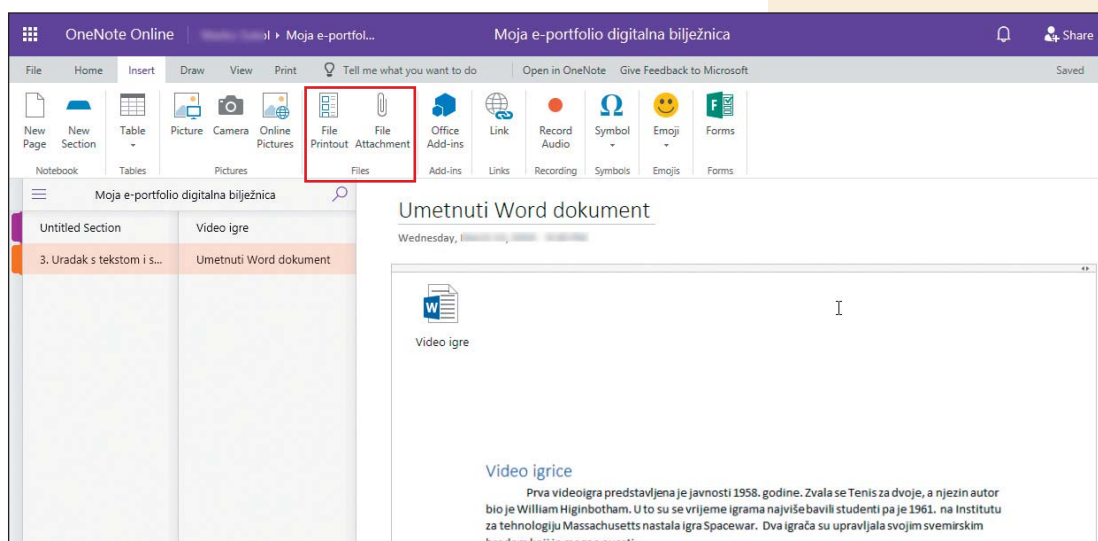 OneNote Online
Moja e-portfol...
Moja e-portfolio digitalna bilježnica
Share
File Home Insert Draw View Print Tell me what you want to do Open in OneNote Give Feedback to Microsoft Saved
New Page
New Section
Table
Picture
Camera
Online Pictures
File Printout
File Attachment
Office Add-ins
Link
Record Audio
Symbol
Emoji
Forms
Notebook Tables Pictures Files Add-ins Links Recording Symbols Emojis Forms
Moja e-portfolio digitalna bilježnica
Untitled Section
3. Uradak s tekstom i s...
Video igre
Umetnuti Word dokument
Umetnuti Word dokument
Wednesday,
Video igre
Video igrice
Prva videoigra predstavljena je javnosti 1958. godine. Zvala se Tenis za dvoje, a njezin autor
bio je William Higinbotham. U to su se vrijeme igrama najviše bavili studenti pa je 1961. na Institutu
za tehnologiju Massachusetts nastala igra Spacewar. Dva igrača su upravljala svojim svemirskim